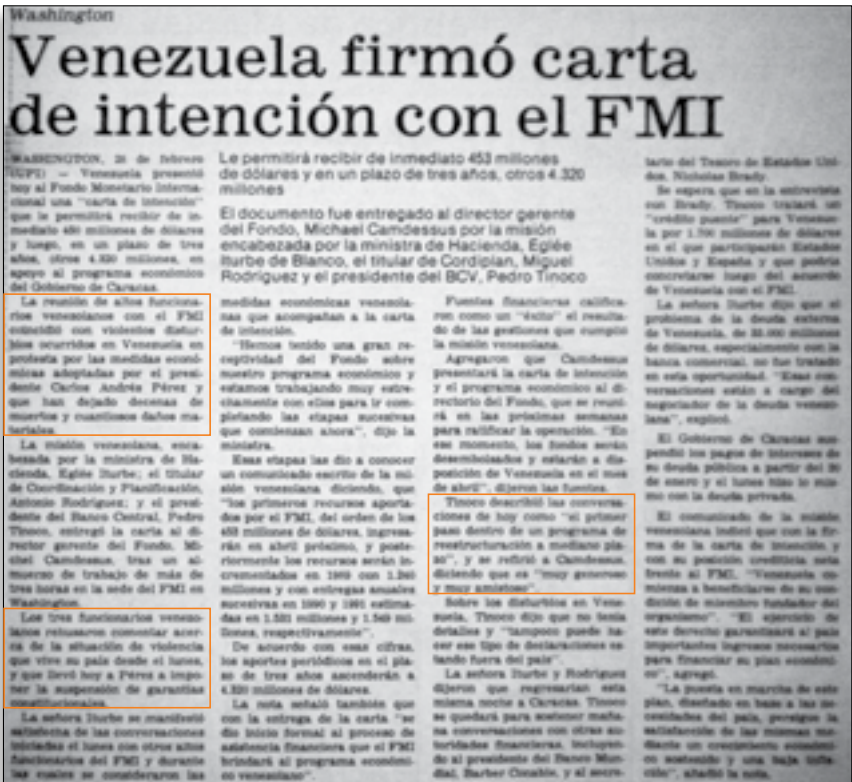 Washington
Venezuela firmó carta
de intención con el FMI
Le permitirá recibir de inmediato 453 millones
de dólares y en un plazo de tres años, otros 4.320
millones
El documento fue entregado al director gerente
del Fondo, Michael Camdessus por la misión
encabezada por la ministra de Hacienda, Eglée
Iturbe de Blanco, el titular de Cordiplan, Miguel
Rodríguez y el presidente del BCV, Pedro Tinoco
WASHINGTON, 28 de febrero
(UPI) — Venezuela presentó
hoy al Fondo Monetario Interna-
cional una "carta de intención"
que le permitirá recibir de in-
mediato millones de dólares
y luego, en un plazo de tres
años, otros millones, en
apoyo al programa económico
del Gobierno de Caracas.
La reunión de altos funciona-
rios venezolanos con el FMI
coincidió con violentos distur-
bios ocurridos en Venezuela en
protesta por las medidas econó-
micas adoptadas por el presi-
dente Carlos Andrés Pérez y
que han dejado decenas de
muertos y cuantiosos daños ma-
teriales.
La misión venezolana, enca-
bezada por la ministra de Ha-
cienda, Eglée Iturbe; el titular
de Coordinación y Planificación,
Antonio Rodríguez; y el presi-
dente del Banco Central, Pedro
Tinoco, entregó la carta al di-
rector gerente del Fondo, Mi-
chel Camdessus, tras un al-
muerzo de trabajo de más de
tres horas en la sede del FMI en
Washington.
Los tres funcionarios venezo-
lanos rehusaron comentar acer-
ca de la situación de violencia
que vive su país desde el lunes,
y que llevó hoy a Pérez a impo-
ner la suspensión de garantías
constitucionales.
La señora Iturbe se manifestó
satisfecha de las conversaciones
iniciadas el lunes con otros altos
funcionarios del FMI y durante
las cuales se consideraron las
medidas económicas venezola-
nas que acompañan a la carta
de intención.
"Hemos tenido una gran re-
ceptividad del Fondo sobre
nuestro programa económico y
estamos trabajando muy estre-
chamente con ellos para ir com-
pletando las etapas sucesivas
que comienzan ahora", dijo la
ministra.
Esas etapas las dio a conocer
un comunicado escrito de la mi-
sión venezolana diciendo, que
"los primeros recursos aporta-
dos por el FMI, del orden de los
453 millones de dólares, ingresa-
rán en abril próximo, y poste-
riormente los recursos serán in-
crementados en 1989 con
millones y con entregas anuales
sucesivas en 1990 y 1991 estima-
das en millones y mi-
llones, respectivamente".
De acuerdo con esas cifras,
los aportes periódicos en el pla-
zo de tres años ascenderán a
4.320 millones de dólares.
La nota señaló también que
con la entrega de la carta "se
dio inicio formal al proceso de
asistencia financiera que el FMI
brindará al programa económi-
co venezolano".
Fuentes financieras califica-
ron como un "éxito" el resulta-
do de las gestiones que cumplió
la misión venezolana.
Agregaron que Camdessus
presentará la carta de intención
y el programa económico al di-
rectorio del Fondo, que se reuni-
rá en las próximas semanas
para ratificar la operación. "En
ese momento, los fondos serán
desembolsados y estarán a dis-
posición de Venezuela en el mes
de abril", dijeron las fuentes.
Tinoco describió las conversa-
ciones de hoy como "el primer
paso dentro de un programa de
reestructuración a mediano pla-
zo", y se refirió a Camdessus,
diciendo que es "muy generoso
y muy amistoso".
Sobre los disturbios en Vene-
zuela, Tinoco dijo que no tenía
detalles y "tampoco puede ha-
cer ese tipo de declaraciones es-
tando fuera del país".
La señora Iturbe y Rodríguez
dijeron que regresarían esta
misma noche a Caracas. Tinoco
se quedará para sostener maña-
na conversaciones con otras au-
toridades financieras, incluyen-
do al presidente del Banco Mun-
dial, Barber Conable, y al secre-
tario del Tesoro de Estados Uni-
dos, Nicholas Brady.
Se espera que en la entrevista
con Brady, Tinoco tratará un
"crédito puente" para Venezue-
la por millones de dólares
en el que participarán Estados
Unidos y España y que podría
concretarse luego del acuerdo
de Venezuela con el FMI.
La señora Iturbe dijo que el
problema de la deuda externa
de Venezuela, de millones
de dólares, especialmente con la
banca comercial, no fue tratado
en esta oportunidad. "Esas con-
versaciones están a cargo del
negociador de la deuda venezo-
lana", explicó.
El Gobierno de Caracas sus-
pendió los pagos de intereses de
su deuda pública a partir del
de enero y el lunes hizo lo mis-
mo con la deuda privada.
El comunicado de la misión
venezolana indicó que con la fir-
ma de la carta de intención y
con su posición crediticia neta
frente al FMI, "Venezuela co-
mienza a beneficiarse de su con-
dición de miembro fundador del
organismo". "El ejercicio de
este derecho garantizará al país
importantes ingresos necesarios
para financiar su plan económi-
co", agregó.
"La puesta en marcha de este
plan, diseñado en base a las ne-
cesidades del país, persigue la
satisfacción de las mismas me-
diante un crecimiento económi-
co sostenido y una baja infla-
ción", añadió la nota.